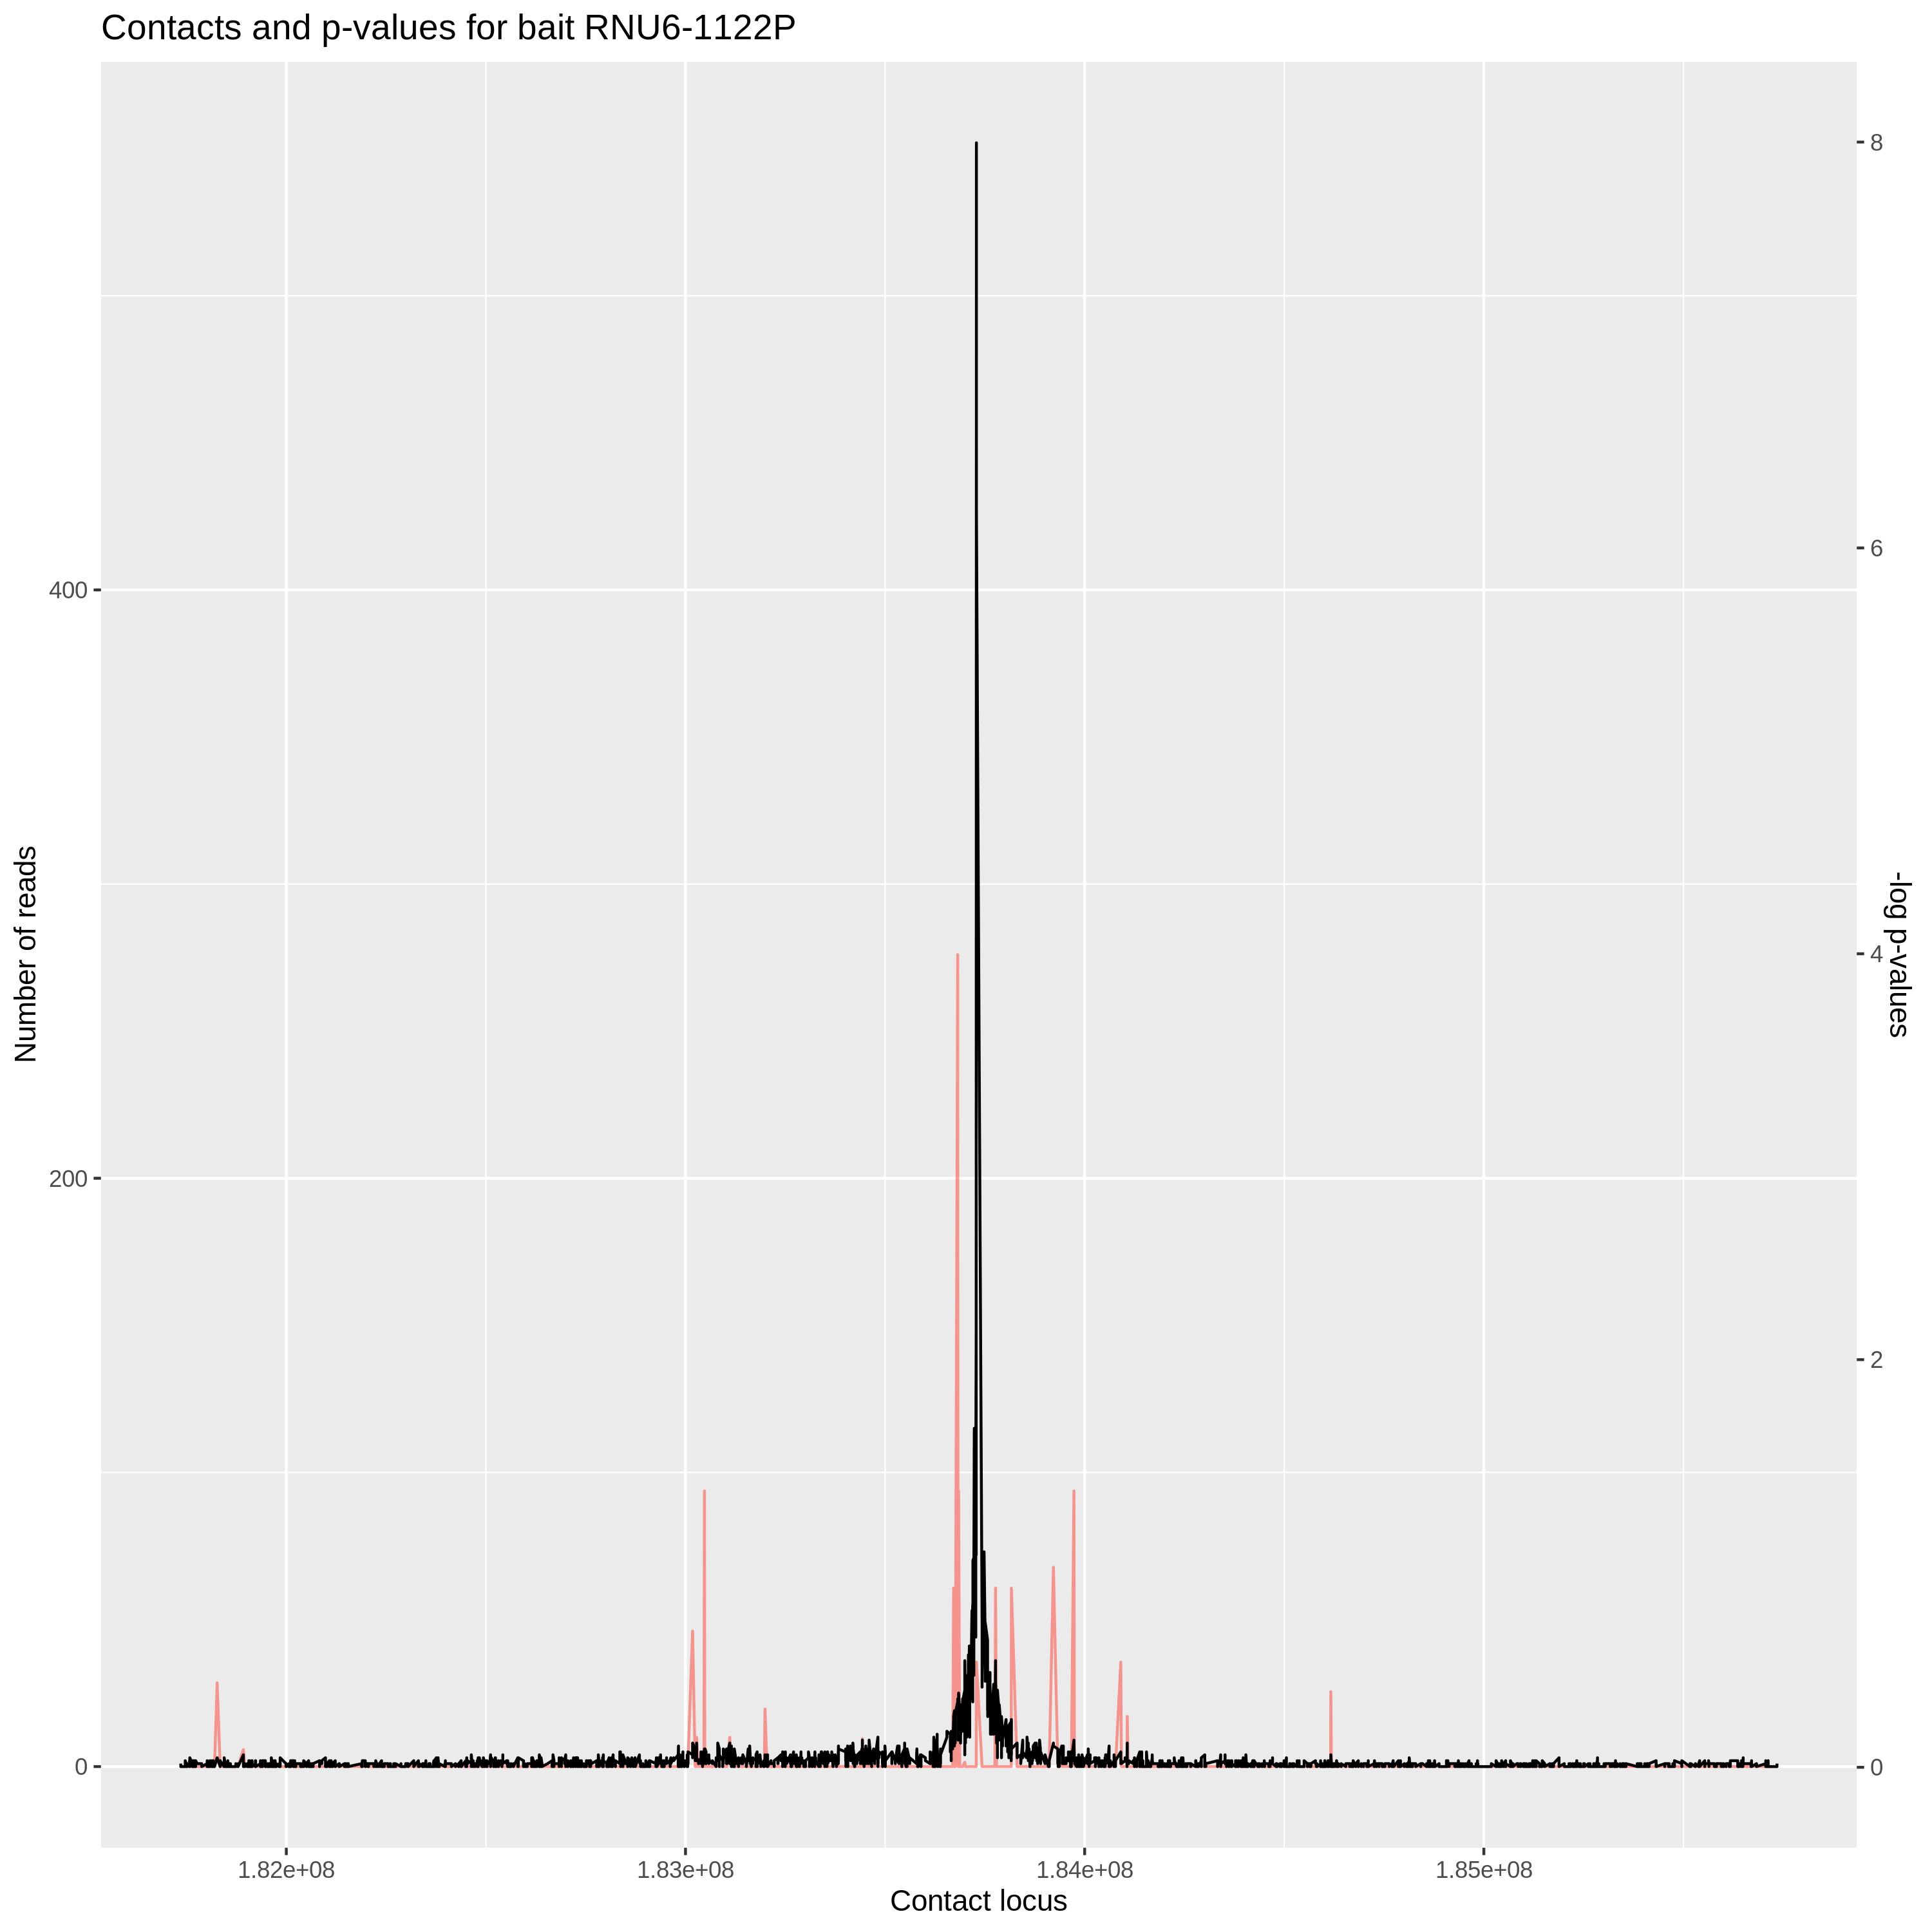 Contacts and p-values for bait RNU6-1122P
Number of reads
400
200
0
8
6
4
2
0
-log p-values
1.82e+08
1.83e+08
1.84e+08
1.85e+08
Contact locus